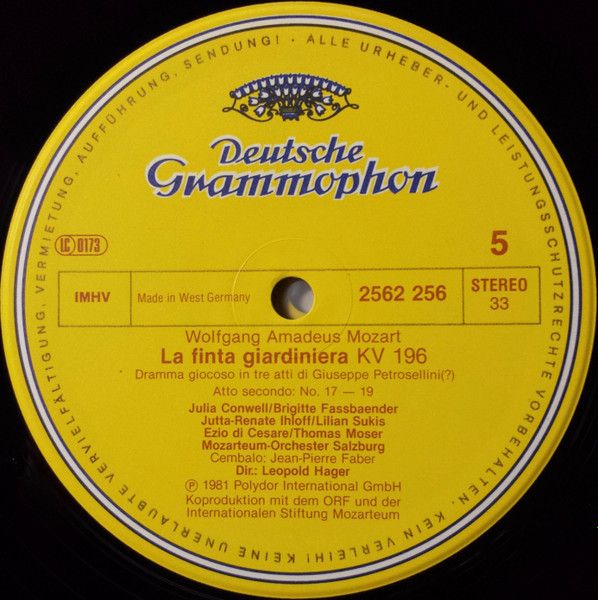 ALLE URHEBER- UND LEISTUNGSSCHUTZRECHTE VORBEHALTEN. KEIN VERLEIH! KEINE UNERLAUBTE VERVIELFÄLTIGUNG, VERMIETUNG, AUFFÜHRUNG, SENDUNG! ·
Deutsche
Grammophon
LC 0173
5
IMHV
Made in West Germany
2562 256
STEREO
33
Wolfgang Amadeus Mozart
La finta giardiniera KV 196
Dramma giocoso in tre atti di Giuseppe Petrosellini(?)
Atto secondo: No. 17 — 19
Julia Conwell/Brigitte Fassbaender
Jutta-Renate Ihloff/Lilian Sukis
Ezio di Cesare/Thomas Moser
Mozarteum-Orchester Salzburg
Cembalo: Jean-Pierre Faber
Dir.: Leopold Hager
Ⓟ 1981 Polydor International GmbH
Koproduktion mit dem ORF und der
Internationalen Stiftung Mozarteum